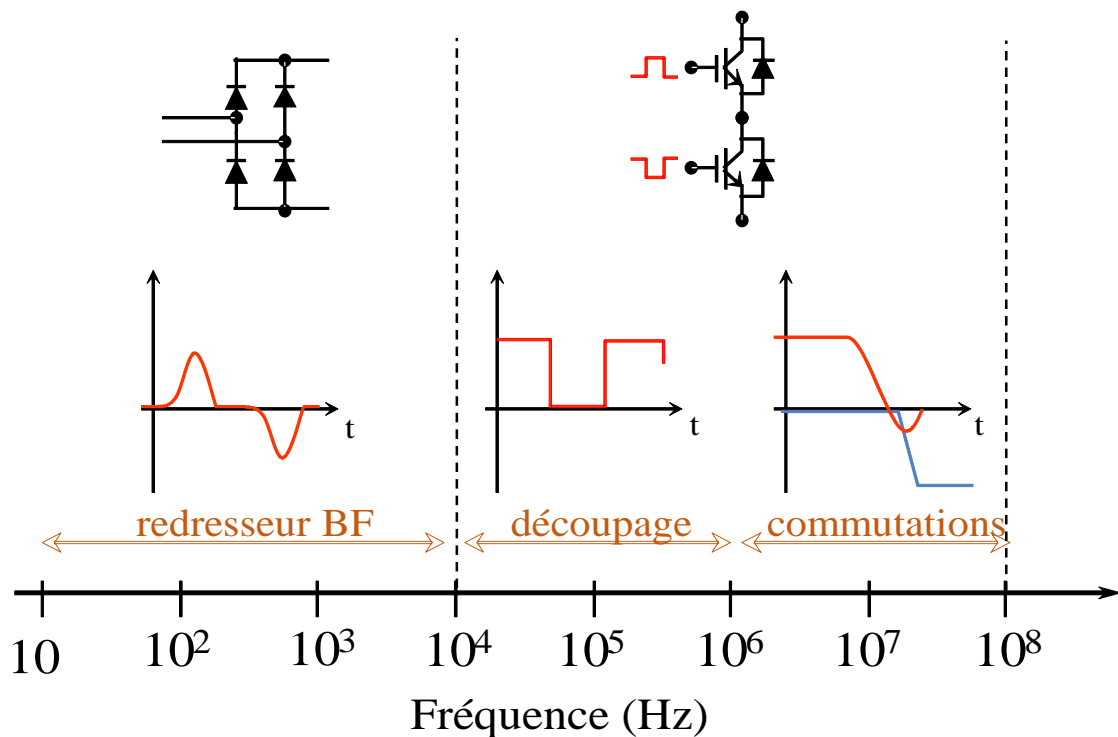 t
t
t
redresseur BF
découpage
commutations
10
10²
10³
10⁴
10⁵
10⁶
10⁷
10⁸
Fréquence (Hz)